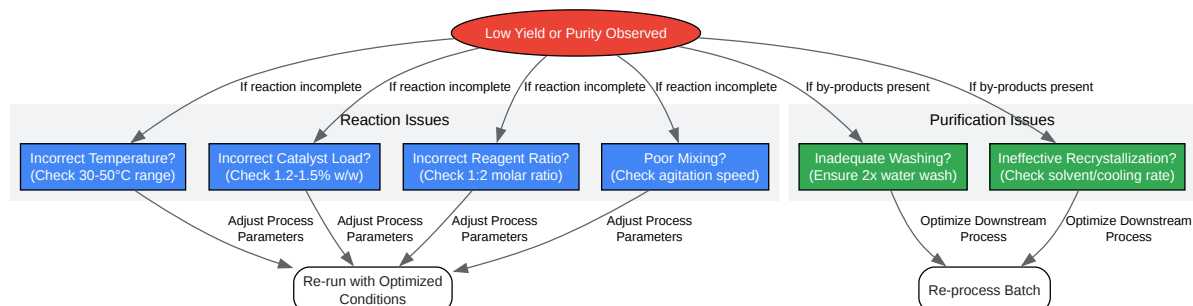 Low Yield or Purity Observed
If reaction incomplete
If reaction incomplete
If reaction incomplete
If reaction incomplete
If by-products present
If by-products present
Reaction Issues
Purification Issues
Incorrect Temperature?
(Check 30-50°C range)
Incorrect Catalyst Load?
(Check 1.2-1.5% w/w)
Incorrect Reagent Ratio?
(Check 1:2 molar ratio)
Poor Mixing?
(Check agitation speed)
Inadequate Washing?
(Ensure 2x water wash)
Ineffective Recrystallization?
(Check solvent/cooling rate)
Adjust Process
Parameters
Adjust Process
Parameters
Adjust Process
Parameters
Adjust Process
Parameters
Optimize Downstream
Process
Optimize Downstream
Process
Re-run with Optimized
Conditions
Re-process Batch